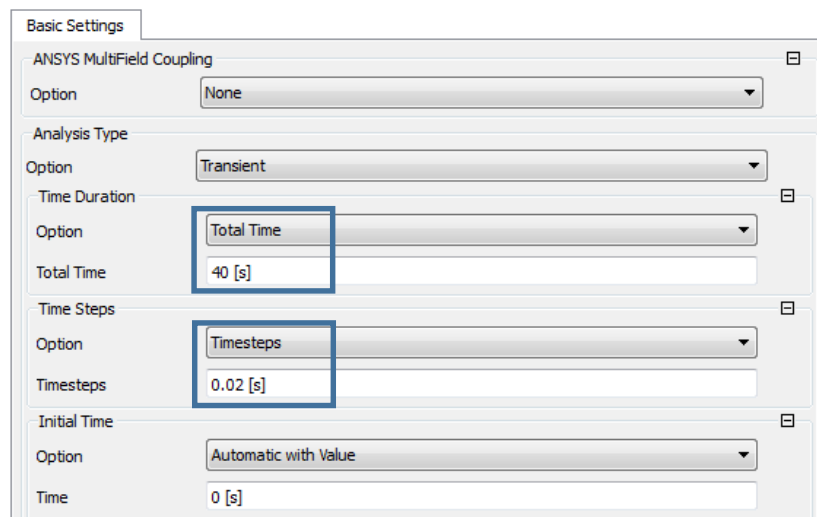 Basic Settings
ANSYS MultiField Coupling
Option None
Analysis Type
Option Transient
Time Duration
Option Total Time
Total Time 40 [s]
Time Steps
Option Timesteps
Timesteps 0.02 [s]
Initial Time
Option Automatic with Value
Time 0 [s]